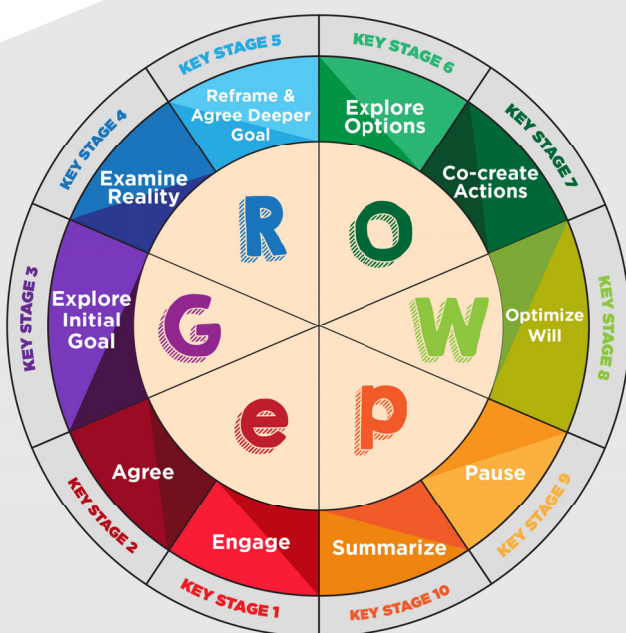 KEY STAGE 1
Engage
KEY STAGE 2
Agree
e
KEY STAGE 3
Explore
Initial
Goal
G
KEY STAGE 4
Examine
Reality
KEY STAGE 5
Reframe &
Agree Deeper
Goal
R
KEY STAGE 6
Explore
Options
KEY STAGE 7
Co-create
Actions
O
KEY STAGE 8
Optimize
Will
W
KEY STAGE 9
Pause
KEY STAGE 10
Summarize
p